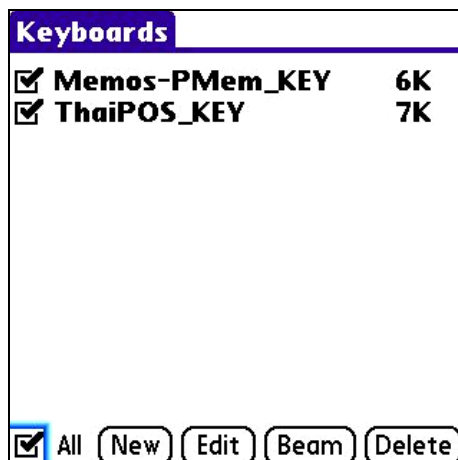 Keyboards
Memos-PMem_KEY 6K
ThaiPOS_KEY 7K
All New Edit Beam Delete